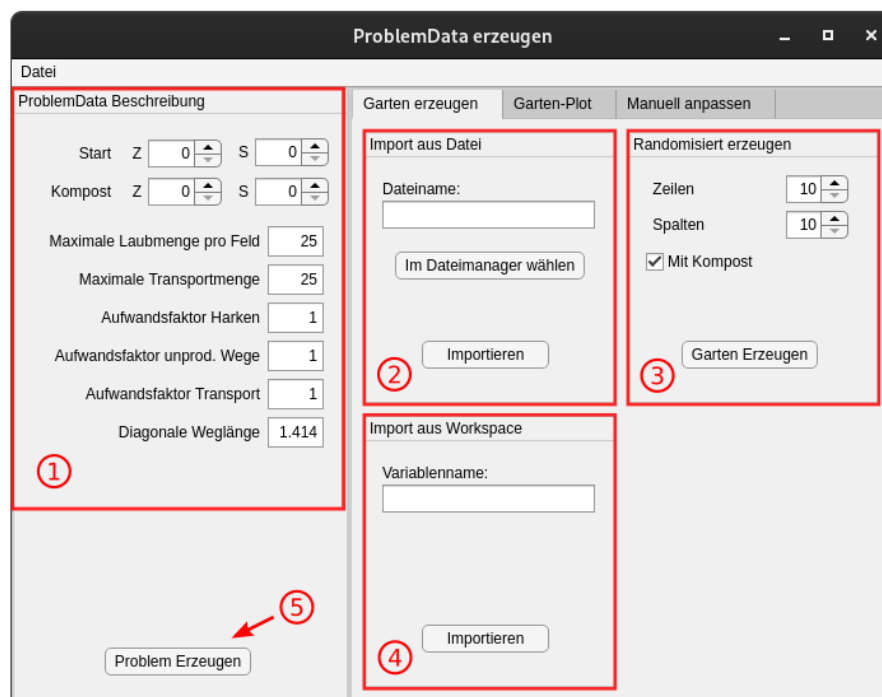 ProblemData erzeugen
Datei
ProblemData Beschreibung
Start Z 0 S 0
Kompost Z 0 S 0
Maximale Laubmenge pro Feld 25
Maximale Transportmenge 25
Aufwandsfaktor Harken 1
Aufwandsfaktor unprod. Wege 1
Aufwandsfaktor Transport 1
Diagonale Weglänge 1.414
1
5
Problem Erzeugen
Garten erzeugen Garten-Plot Manuell anpassen
Import aus Datei
Dateiname:
Im Dateimanager wählen
Importieren
2
Randomisiert erzeugen
Zeilen 10
Spalten 10
Mit Kompost
Garten Erzeugen
3
Import aus Workspace
Variablenname:
Importieren
4